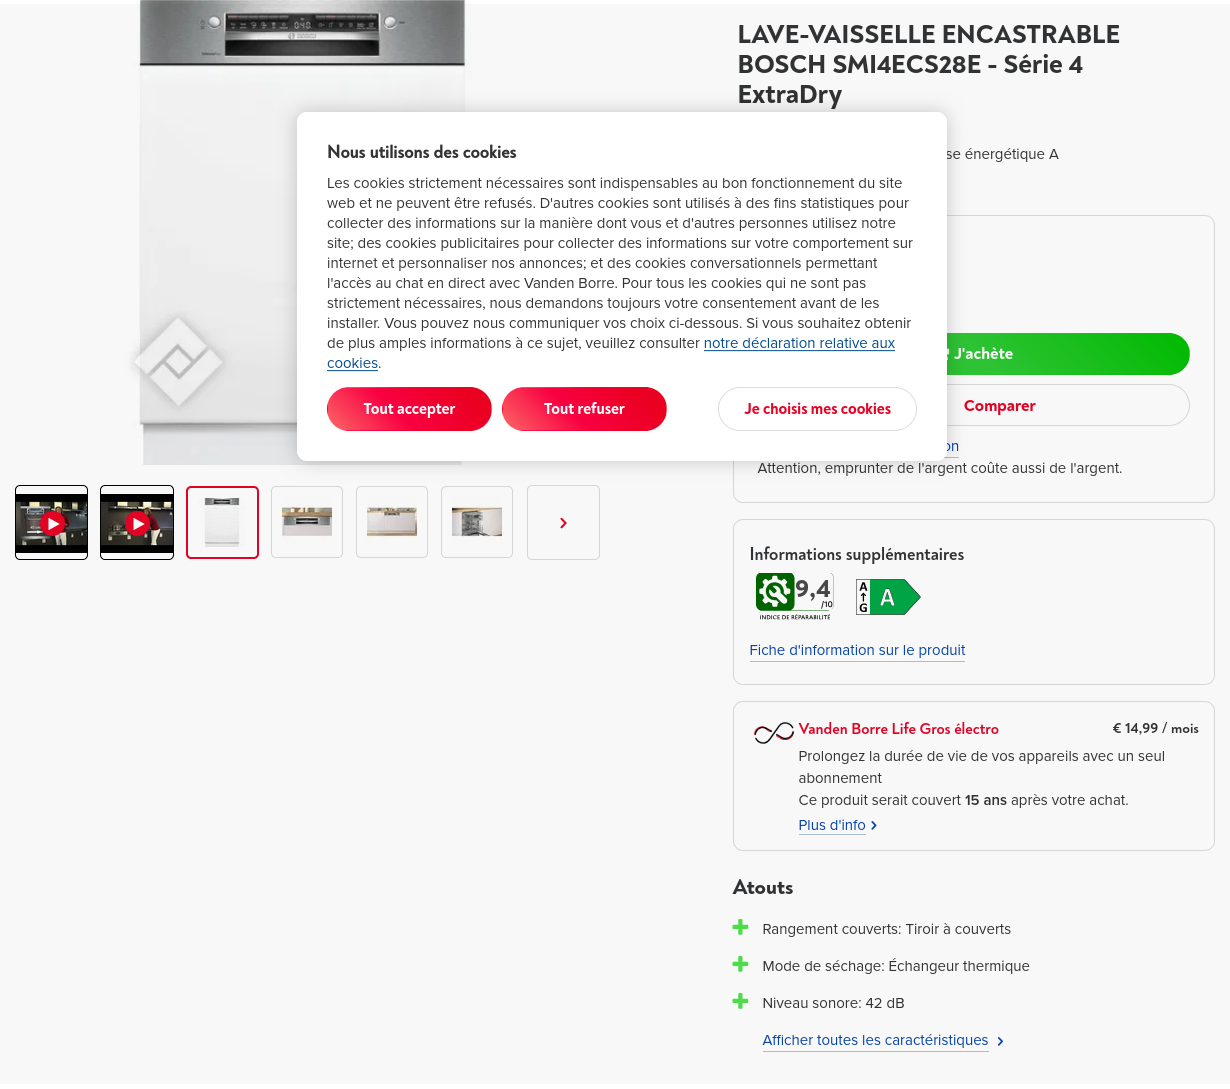 LAVE-VAISSELLE ENCASTRABLE
BOSCH SMI4ECS28E - Série 4
ExtraDry
énergétique A
Nous utilisons des cookies
Les cookies strictement nécessaires sont indispensables au bon fonctionnement du site
web et ne peuvent être refusés. D'autres cookies sont utilisés à des fins statistiques pour
collecter des informations sur la manière dont vous et d'autres personnes utilisez notre
site; des cookies publicitaires pour collecter des informations sur votre comportement sur
internet et personnaliser nos annonces; et des cookies conversationnels permettant
l'accès au chat en direct avec Vanden Borre. Pour tous les cookies qui ne sont pas
strictement nécessaires, nous demandons toujours votre consentement avant de les
installer. Vous pouvez nous communiquer vos choix ci-dessous. Si vous souhaitez obtenir
de plus amples informations à ce sujet, veuillez consulter notre déclaration relative aux
cookies.
Tout accepter
Tout refuser
Je choisis mes cookies
J'achète
Comparer
Attention, emprunter de l'argent coûte aussi de l'argent.
Informations supplémentaires
9,4
/10
INDICE DE RÉPARABILITÉ
A
G
A
Fiche d'information sur le produit
Vanden Borre Life Gros électro
€ 14,99 / mois
Prolongez la durée de vie de vos appareils avec un seul
abonnement
Ce produit serait couvert 15 ans après votre achat.
Plus d'info
Atouts
Rangement couverts: Tiroir à couverts
Mode de séchage: Échangeur thermique
Niveau sonore: 42 dB
Afficher toutes les caractéristiques